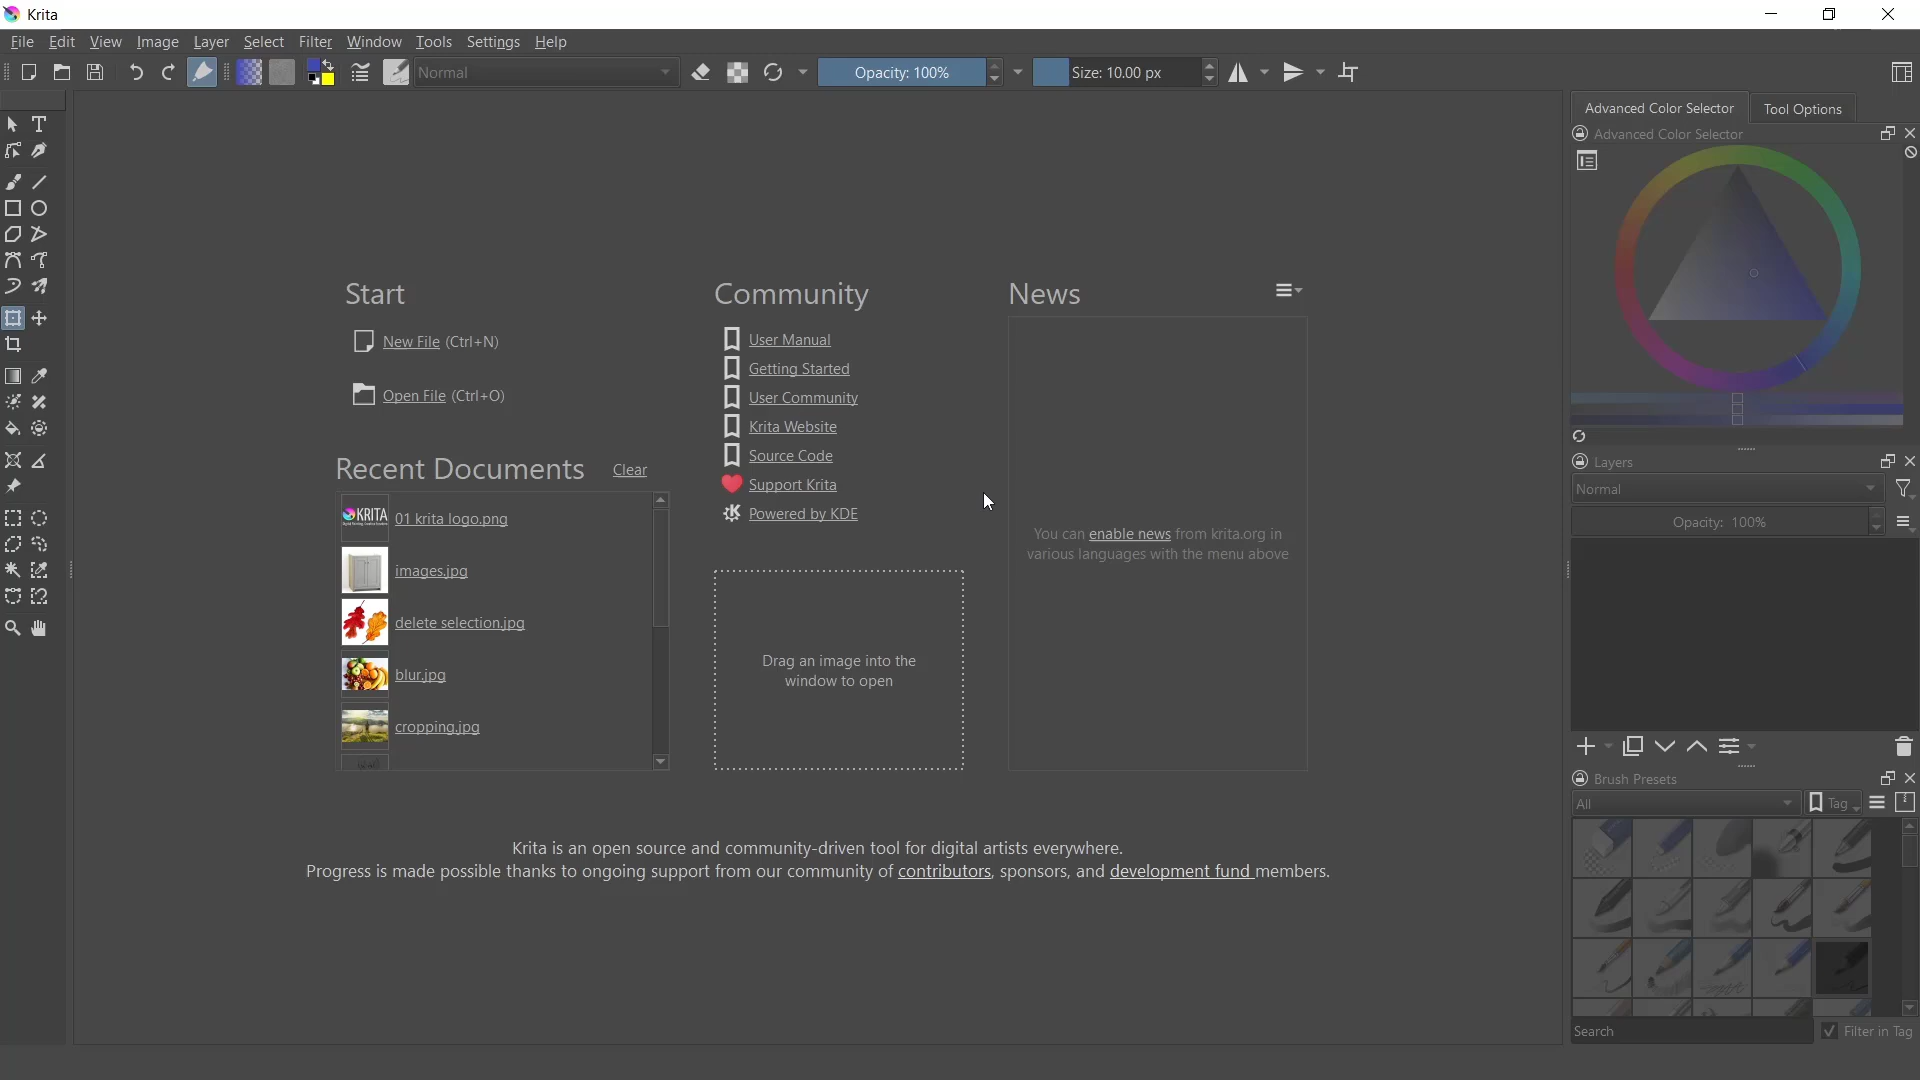 Krita
File Edit View Image Layer Select Filter Window Tools Settings Help
Normal Opacity: 100% Size: 10.00 px
Advanced Color Selector Tool Options
Advanced Color Selector
Start
New File (Ctrl+N)
Open File (Ctrl+O)
Recent Documents Clear
01 krita logo.png
images.jpg
delete selection.jpg
blur.jpg
cropping.jpg
Community
User Manual
Getting Started
User Community
Krita Website
Source Code
Support Krita
Powered by KDE
Drag an image into the
window to open
News
You can enable news from krita.org in
various languages with the menu above
Krita is an open source and community-driven tool for digital artists everywhere.
Progress is made possible thanks to ongoing support from our community of contributors, sponsors, and development fund members.
Layers
Normal
Opacity: 100%
Brush Presets
All Tag
Search Filter in Tag